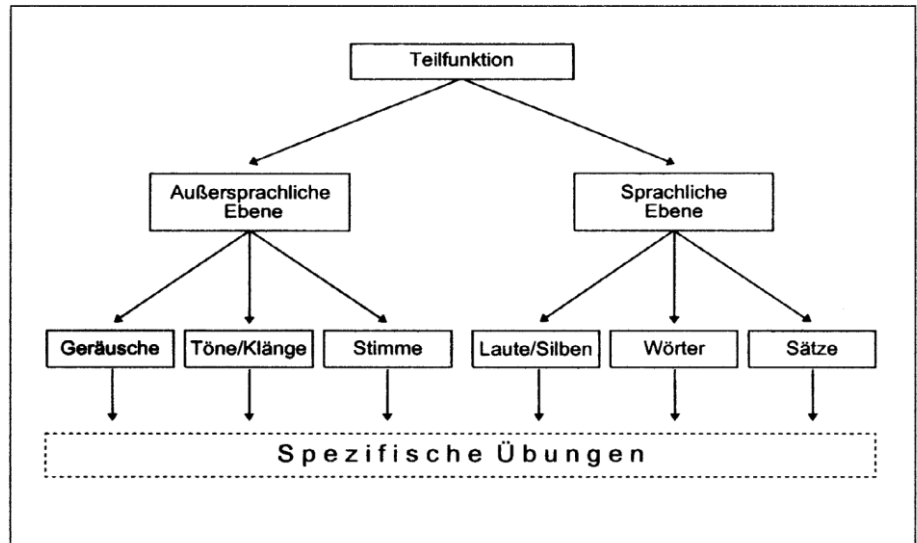 Teilfunktion
Außersprachliche
Ebene
Sprachliche
Ebene
Geräusche
Töne/Klänge
Stimme
Laute/Silben
Wörter
Sätze
Spezifische Übungen